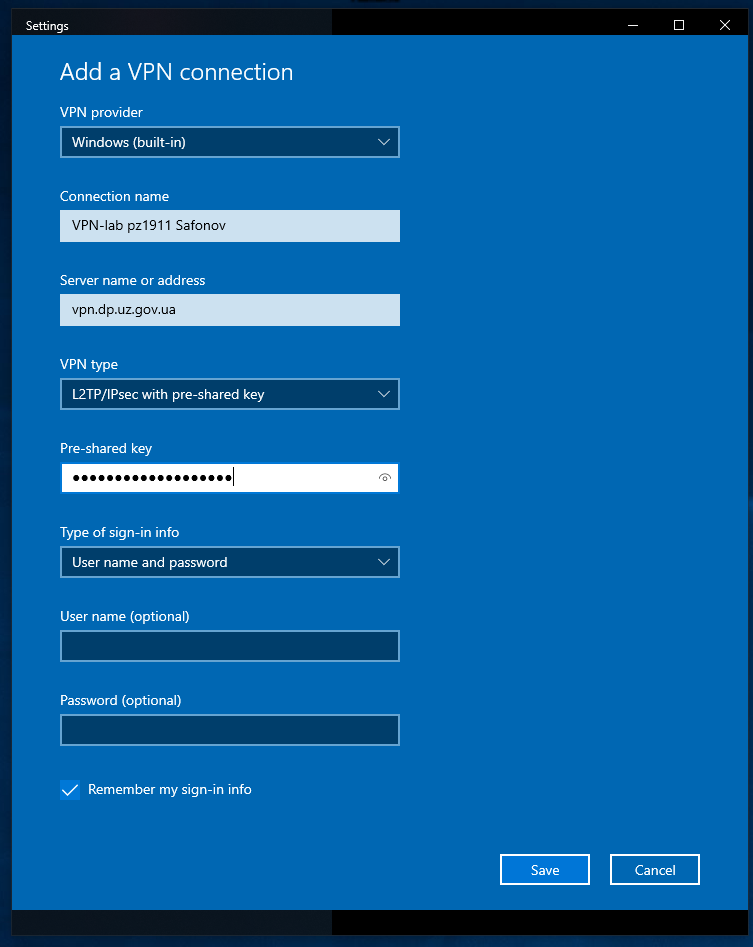 Settings
Add a VPN connection
VPN provider
Windows (built-in)
Connection name
VPN-lab pz1911 Safonov
Server name or address
vpn.dp.uz.gov.ua
VPN type
L2TP/IPsec with pre-shared key
Pre-shared key
●●●●●●●●●●●●●●●●●●●
Type of sign-in info
User name and password
User name (optional)
Password (optional)
Remember my sign-in info
Save
Cancel